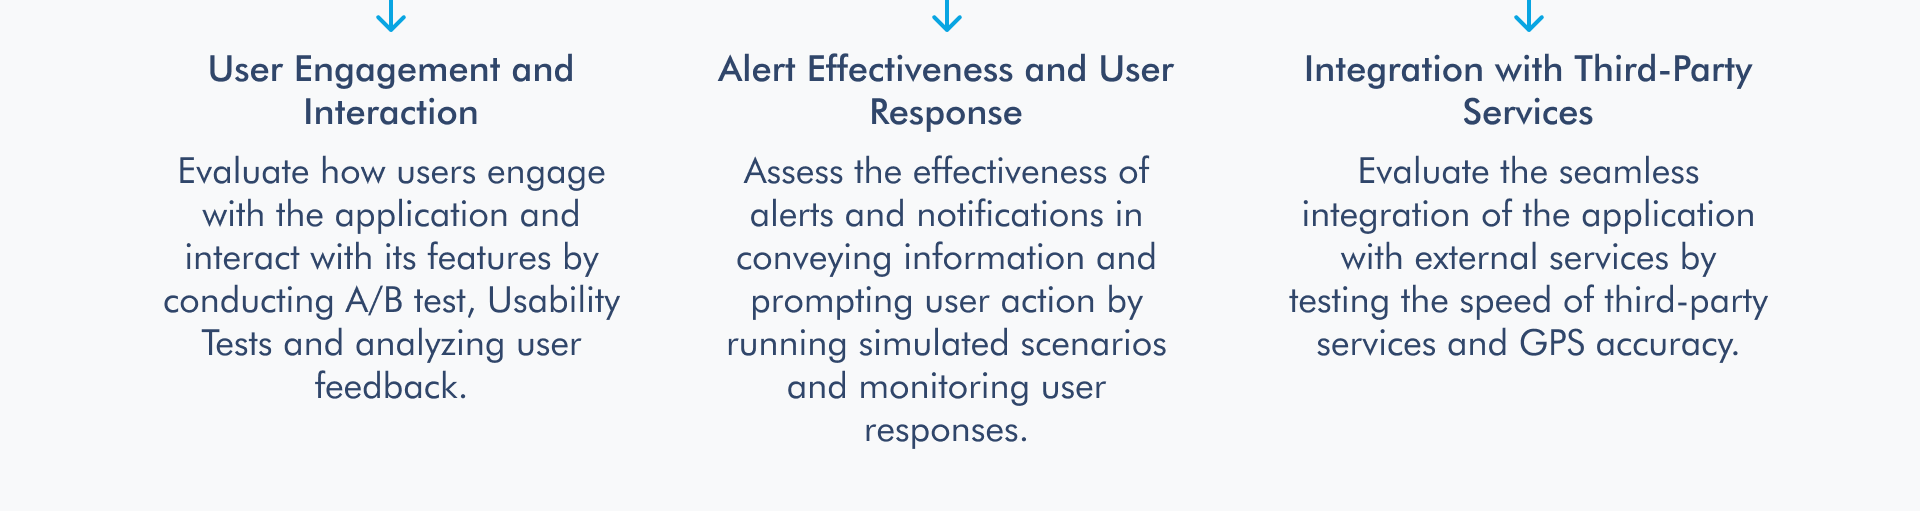 User Engagement and
Interaction
Evaluate how users engage
with the application and
interact with its features by
conducting A/B test, Usability
Tests and analyzing user
feedback.
Alert Effectiveness and User
Response
Assess the effectiveness of
alerts and notifications in
conveying information and
prompting user action by
running simulated scenarios
and monitoring user
responses.
Integration with Third-Party
Services
Evaluate the seamless
integration of the application
with external services by
testing the speed of third-party
services and GPS accuracy.